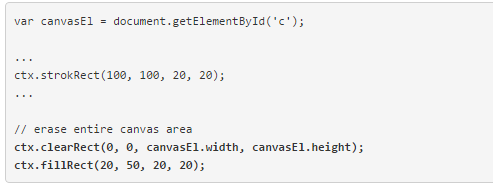 var canvasEl = document.getElementById('c');
...
ctx.strokRect(100, 100, 20, 20);
...
// erase entire canvas area
ctx.clearRect(0, 0, canvasEl.width, canvasEl.height);
ctx.fillRect(20, 50, 20, 20);